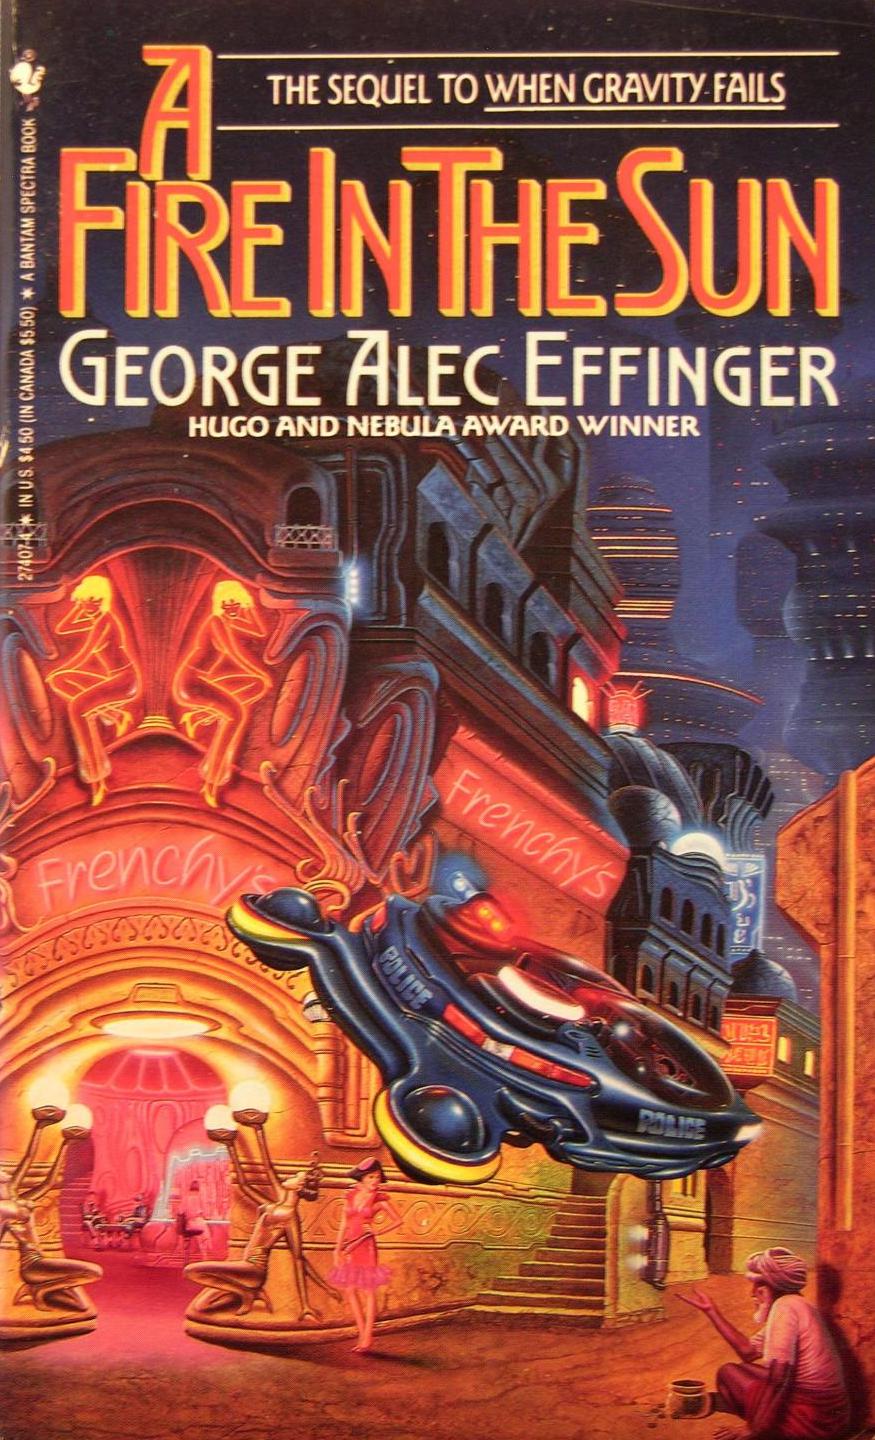 THE SEQUEL TO WHEN GRAVITY FAILS
A
FIRE IN THE SUN
GEORGE ALEC EFFINGER
HUGO AND NEBULA AWARD WINNER
27407-4 * IN U.S. $4.50 (IN CANADA $5.50) * A BANTAM SPECTRA BOOK
Frenchy's
Frenchy's
POLICE
POLICE